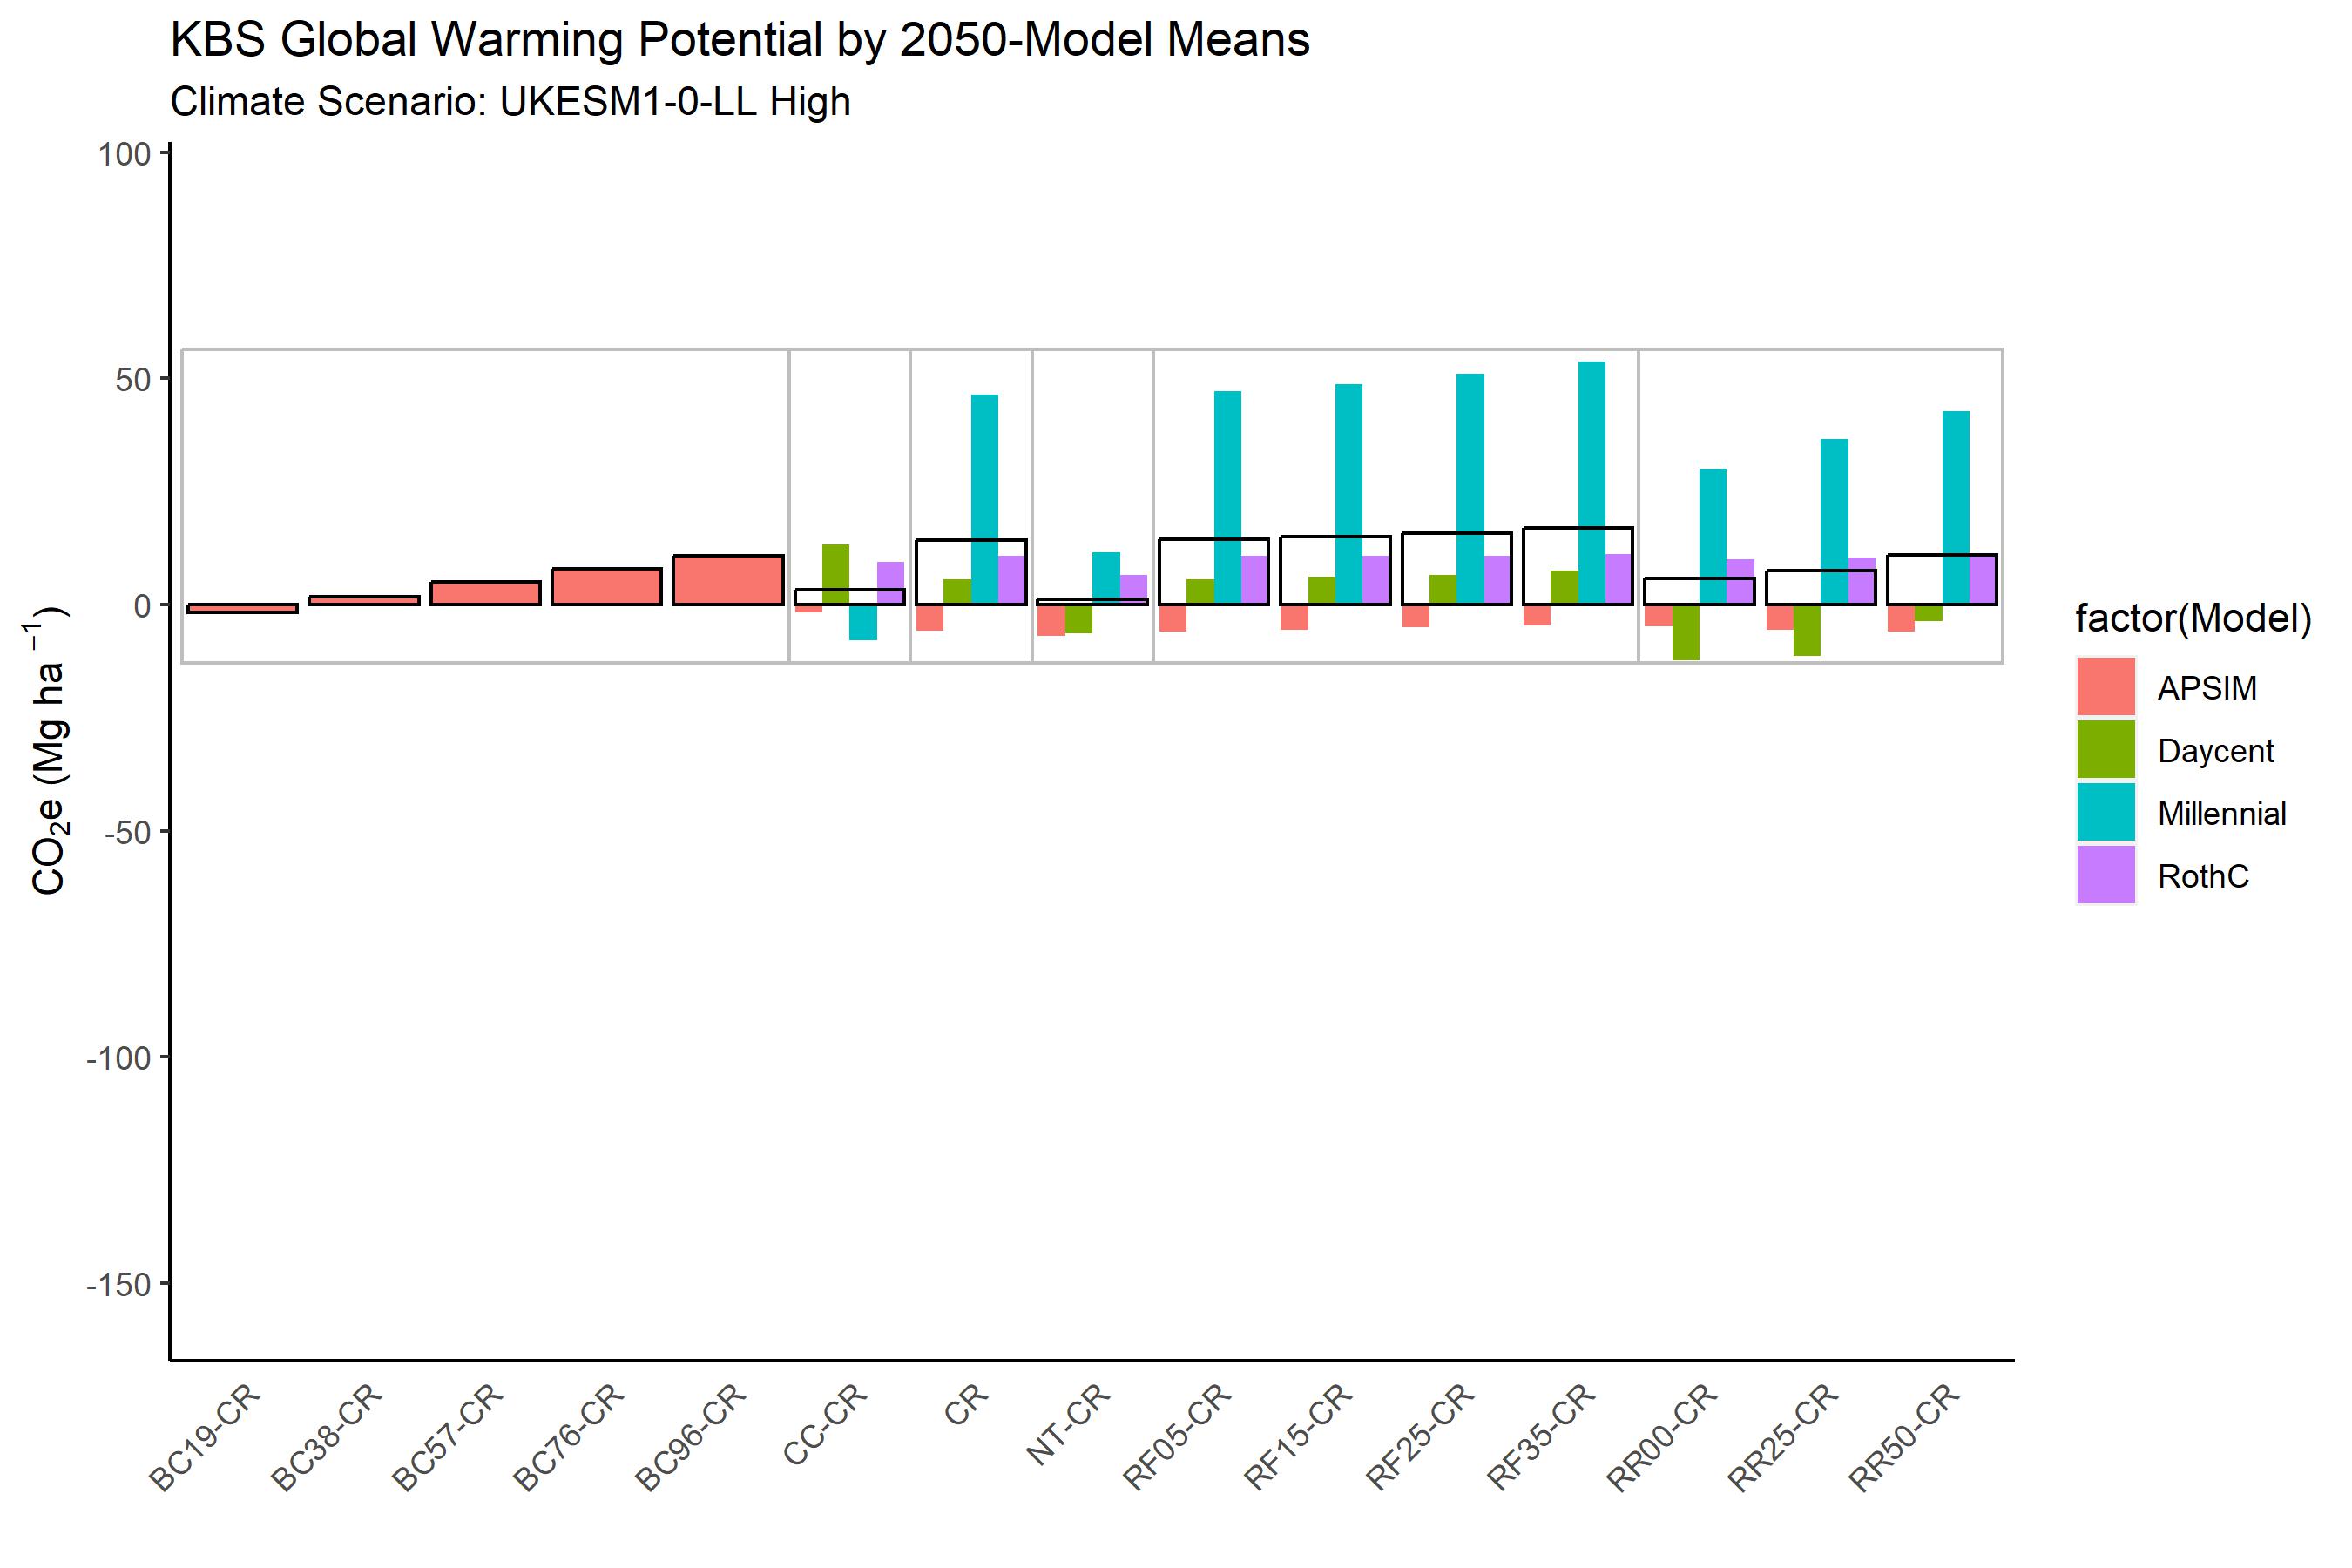 KBS Global Warming Potential by 2050-Model Means
Climate Scenario: UKESM1-0-LL High
100
50
0
-50
-100
-150
CO₂e (Mg ha ⁻¹)
BC19-CR
BC38-CR
BC57-CR
BC76-CR
BC96-CR
CC-CR
CR
NT-CR
RF05-CR
RF15-CR
RF25-CR
RF35-CR
RR00-CR
RR25-CR
RR50-CR
factor(Model)
APSIM
Daycent
Millennial
RothC